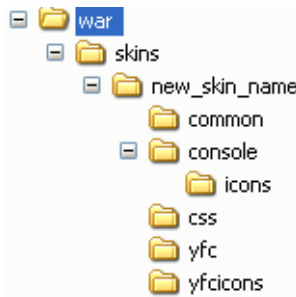 war
skins
new_skin_name
common
console
icons
css
yfc
yfcicons